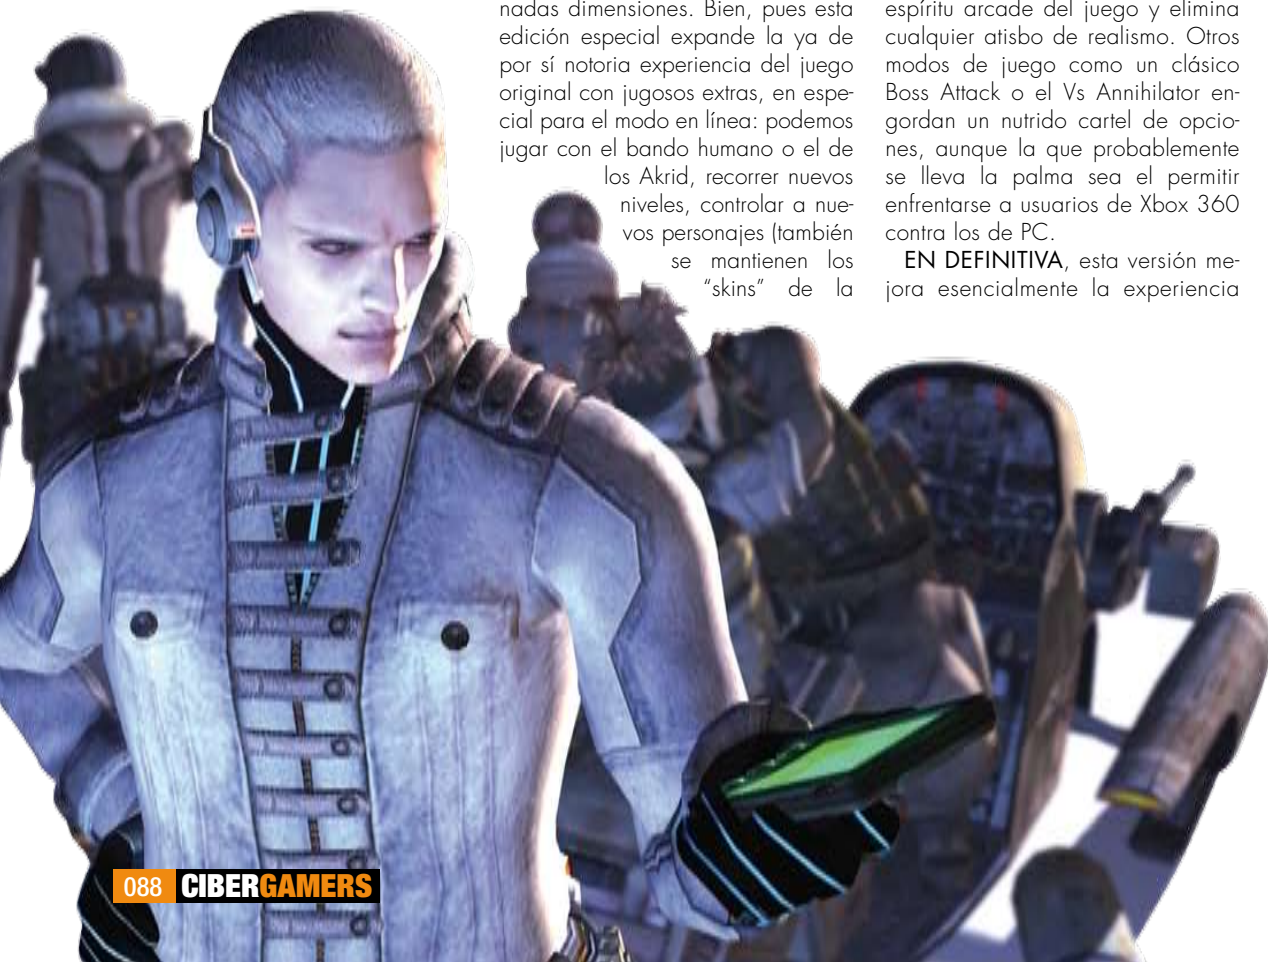 nadas dimensiones. Bien, pues esta
edición especial expande la ya de
por sí notoria experiencia del juego
original con jugosos extras, en espe-
cial para el modo en línea: podemos
jugar con el bando humano o el de
los Akrid, recorrer nuevos
niveles, controlar a nue-
vos personajes (también
se mantienen los
“skins” de la
espíritu arcade del juego y elimina
cualquier atisbo de realismo. Otros
modos de juego como un clásico
Boss Attack o el Vs Annihilator en-
gordan un nutrido cartel de opcio-
nes, aunque la que probablemente
se lleva la palma sea el permitir
enfrentarse a usuarios de Xbox 360
contra los de PC.
EN DEFINITIVA, esta versión me-
jora esencialmente la experiencia
088 CIBERGAMERS